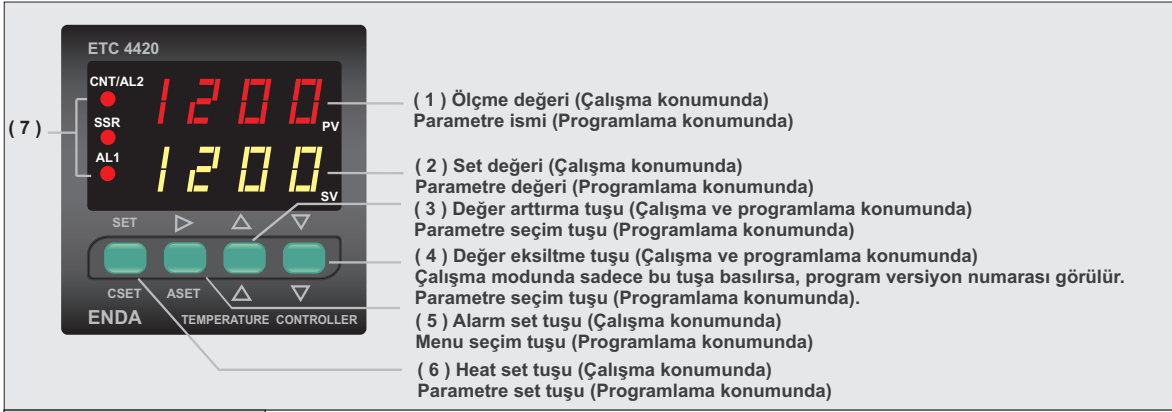 ETC 4420
CNT/AL2
SSR
AL1
1200
PV
1200
SV
SET
CSET ASET
ENDA TEMPERATURE CONTROLLER
( 7 )
( 1 ) Ölçme değeri (Çalışma konumunda)
Parametre ismi (Programlama konumunda)
( 2 ) Set değeri (Çalışma konumunda)
Parametre değeri (Programlama konumunda)
( 3 ) Değer arttırma tuşu (Çalışma ve programlama konumunda)
Parametre seçim tuşu (Programlama konumunda)
( 4 ) Değer eksiltme tuşu (Çalışma ve programlama konumunda)
Çalışma modunda sadece bu tuşa basılırsa, program versiyon numarası görülür.
Parametre seçim tuşu (Programlama konumunda).
( 5 ) Alarm set tuşu (Çalışma konumunda)
Menu seçim tuşu (Programlama konumunda)
( 6 ) Heat set tuşu (Çalışma konumunda)
Parametre set tuşu (Programlama konumunda)